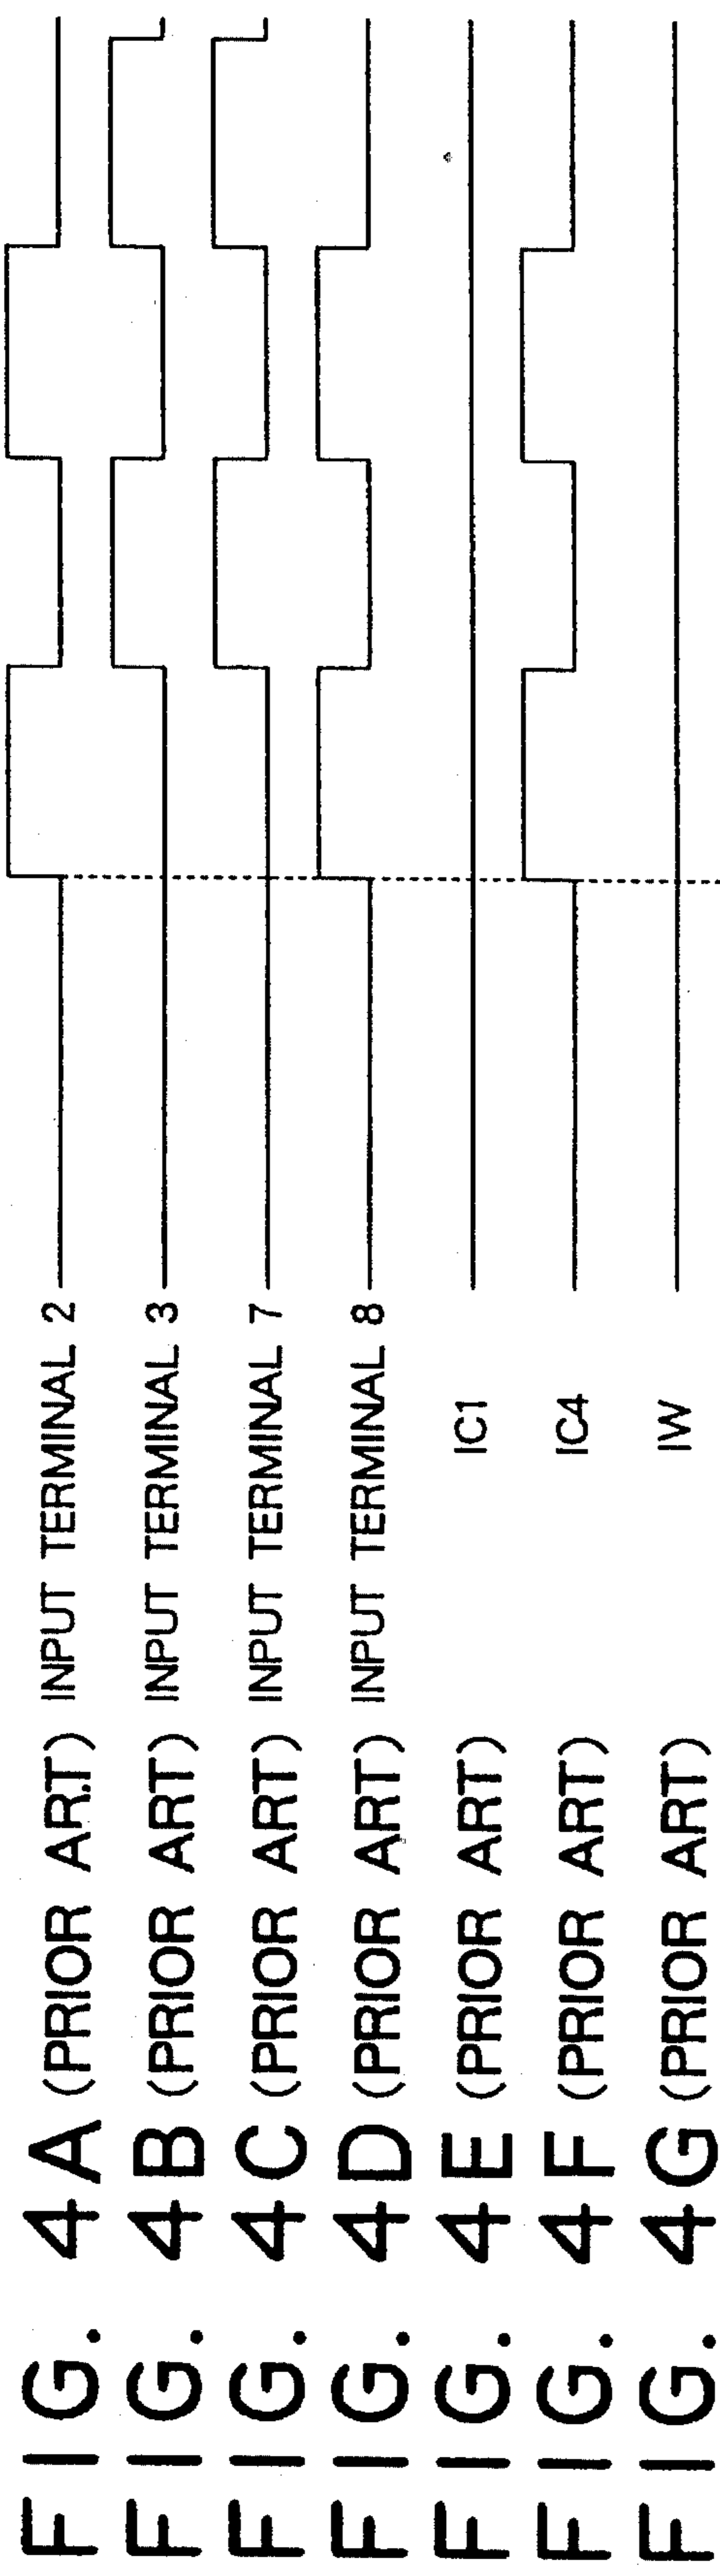 FIG. 4A (PRIOR ART) INPUT TERMINAL 2
FIG. 4B (PRIOR ART) INPUT TERMINAL 3
FIG. 4C (PRIOR ART) INPUT TERMINAL 7
FIG. 4D (PRIOR ART) INPUT TERMINAL 8
FIG. 4E (PRIOR ART) IC1
FIG. 4F (PRIOR ART) IC4
FIG. 4G (PRIOR ART) IW